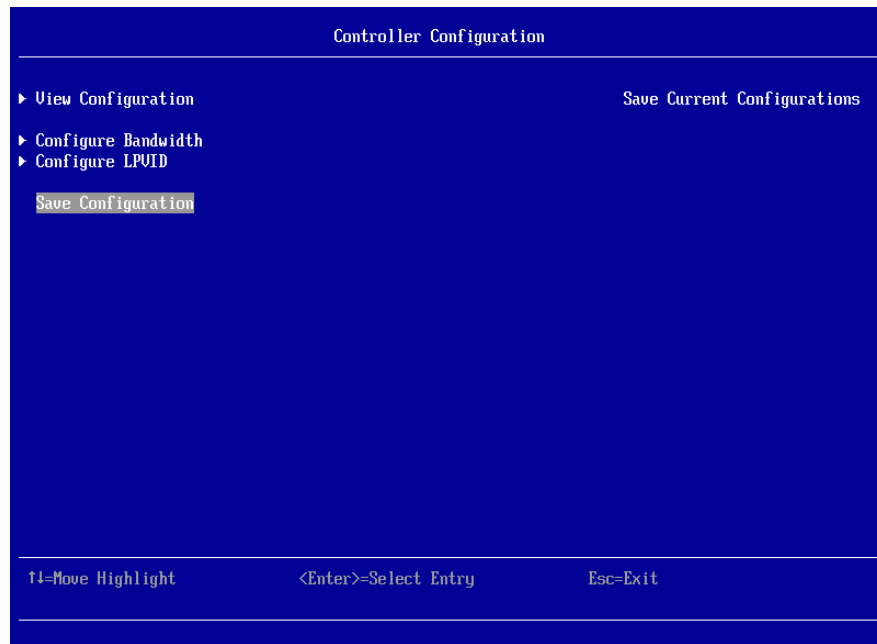 Controller Configuration
► View Configuration Save Current Configurations
► Configure Bandwidth
► Configure LPVID
Save Configuration
↑↓=Move Highlight <Enter>=Select Entry Esc=Exit